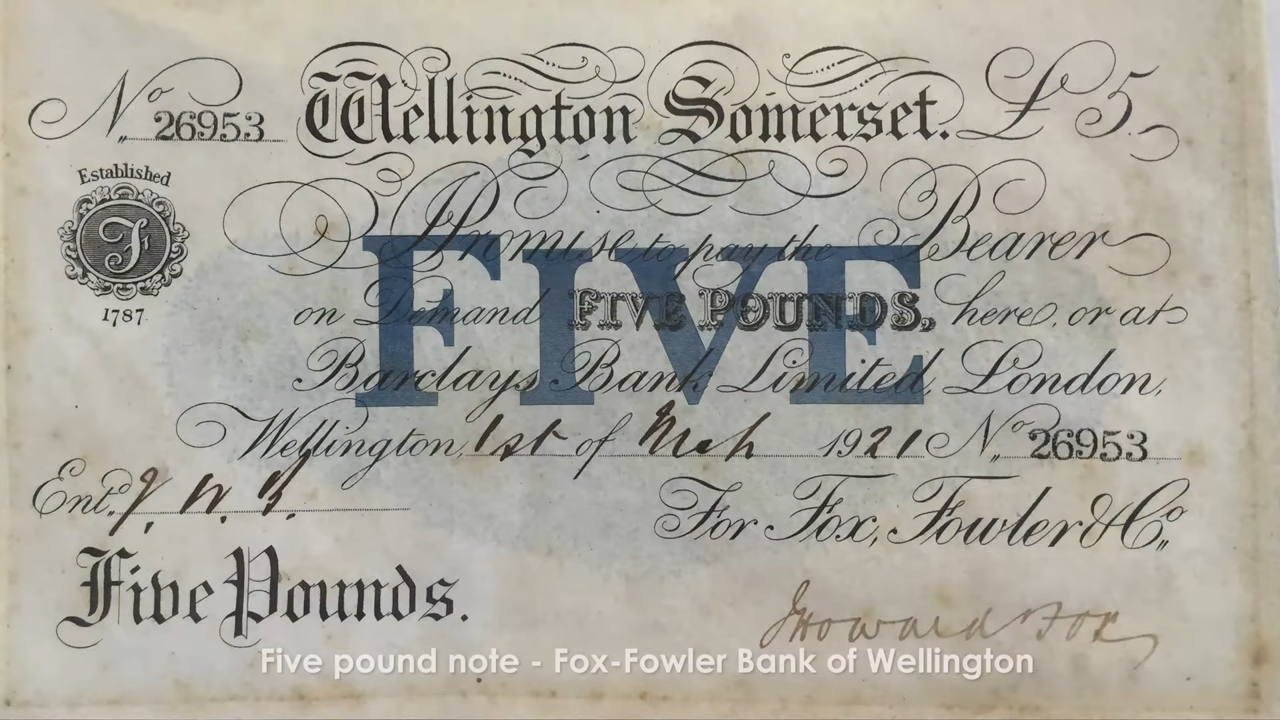 No. 26953 Wellington Somerset. £5
Established
F
1787
I Promise to pay the Bearer
on Demand FIVE POUNDS, here, or at
Barclays Bank Limited, London,
FIVE
Wellington, 1st of Mch 1921 No. 26953
Entd. J. W. B.
For Fox, Fowler & Co.,
Five Pounds.
J Howard Fox
Five pound note - Fox-Fowler Bank of Wellington